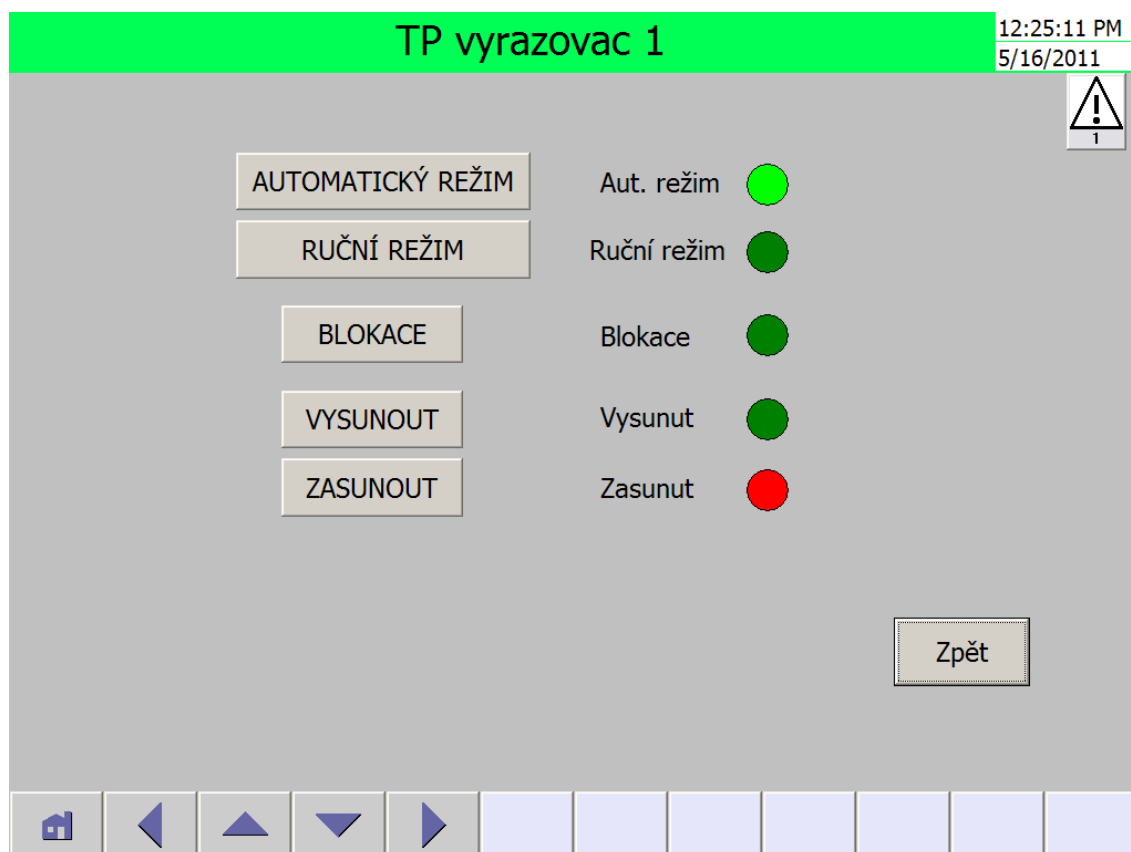 TP vyrazovac 1
12:25:11 PM
5/16/2011
1
AUTOMATICKÝ REŽIM
Aut. režim
RUČNÍ REŽIM
Ruční režim
BLOKACE
Blokace
VYSUNOUT
Vysunut
ZASUNOUT
Zasunut
Zpět